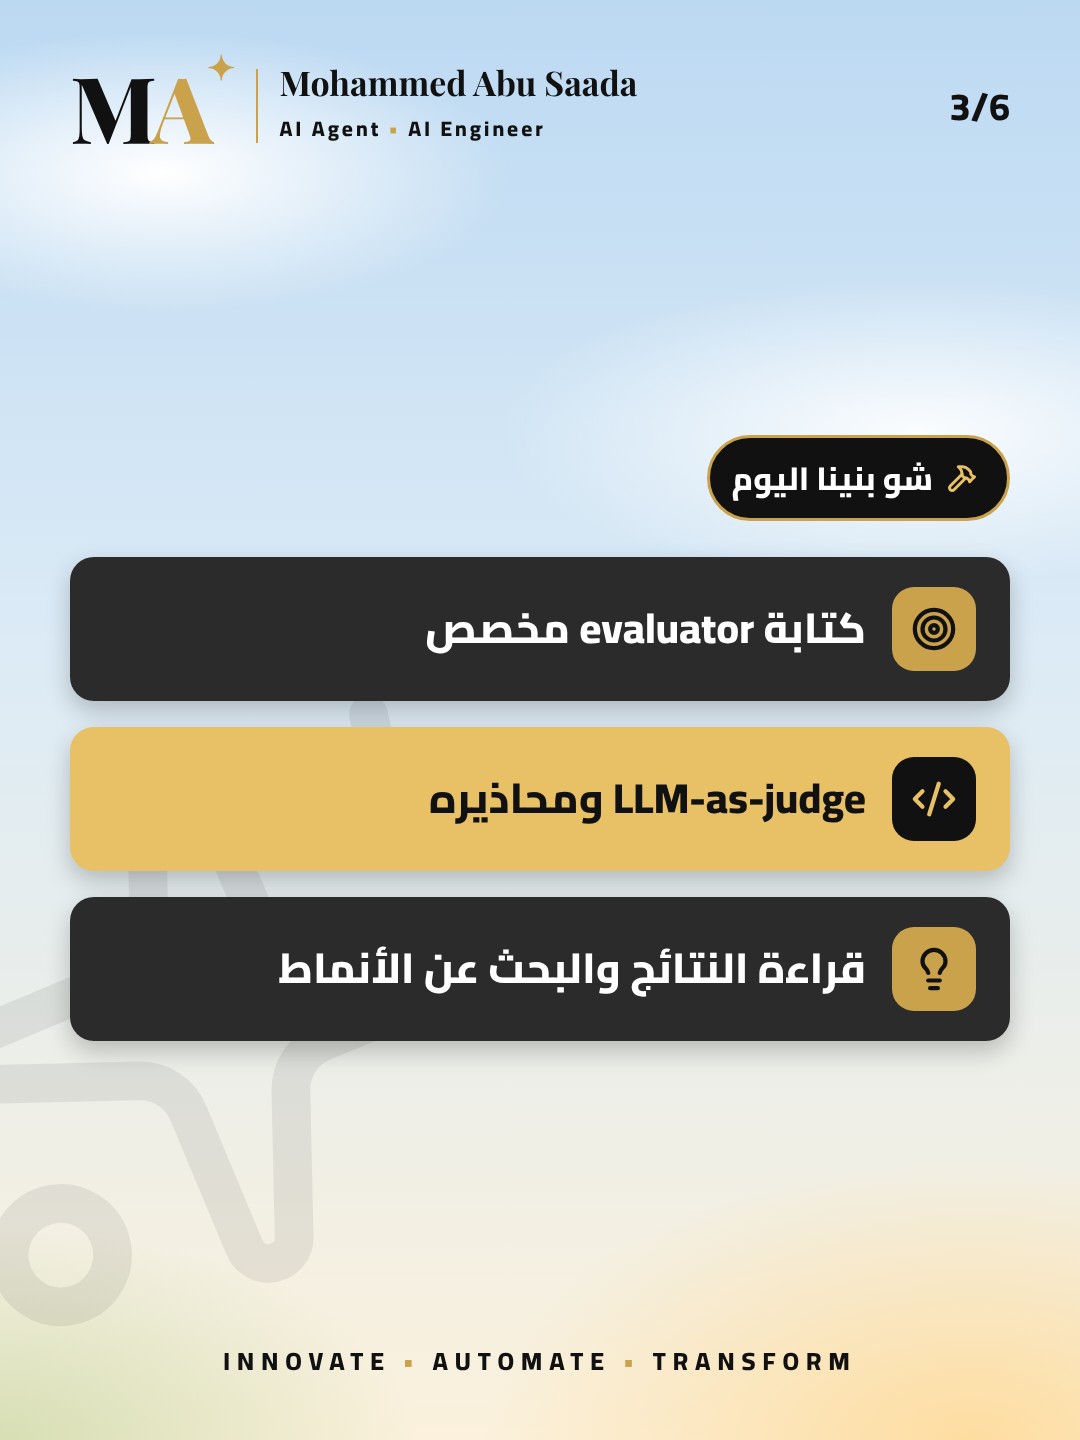 MA
Mohammed Abu Saada
AI Agent ▪ AI Engineer
3/6
شو بنينا اليوم
كتابة evaluator مخصص
LLM-as-judge ومحاذيره
قراءة النتائج والبحث عن الأنماط
INNOVATE ▪ AUTOMATE ▪ TRANSFORM